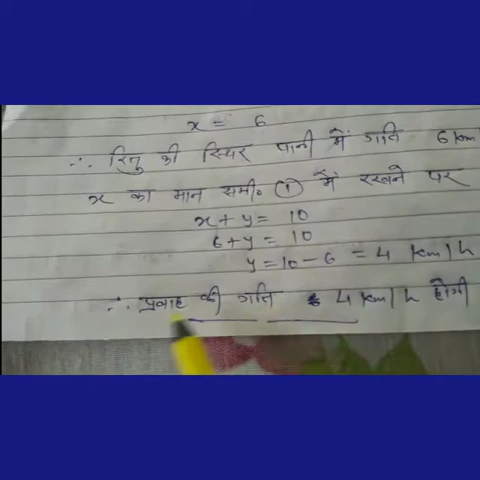 x = 6
∴ रितु की स्थिर पानी में गति 6 km
x का मान समी० ① में रखने पर
x + y = 10
6 + y = 10
y = 10 - 6 = 4 km/h
∴ प्रवाह की गति 4 km/h होगी